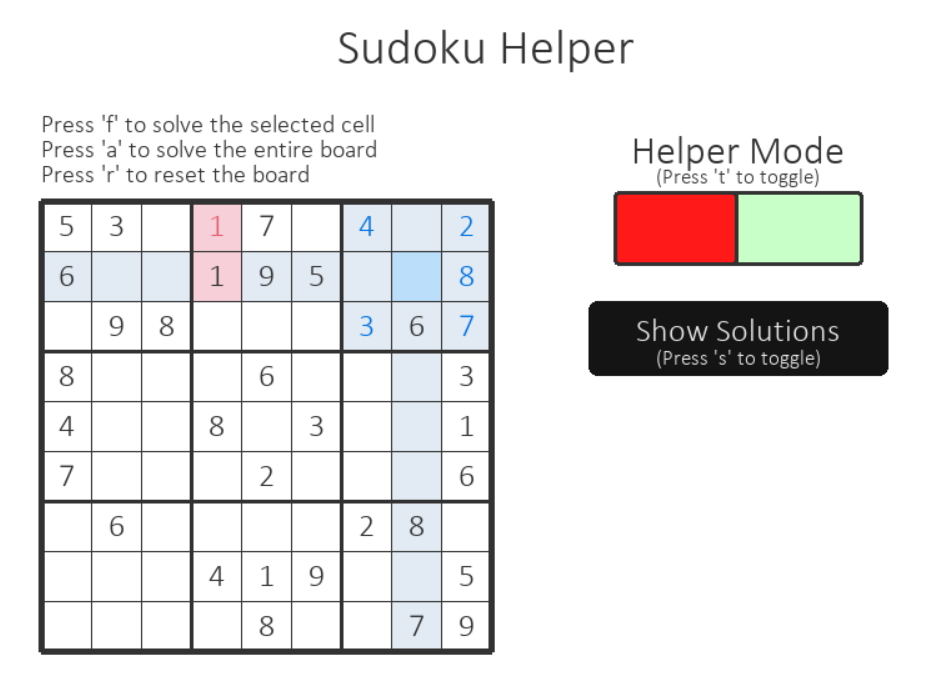 Sudoku Helper
Press 'f' to solve the selected cell
Press 'a' to solve the entire board
Press 'r' to reset the board
Helper Mode
(Press 't' to toggle)
Show Solutions
(Press 's' to toggle)
5 3 1 7 4 2
6 1 9 5 8
9 8 3 6 7
8 6 3
4 8 3 1
7 2 6
6 2 8
4 1 9 5
8 7 9